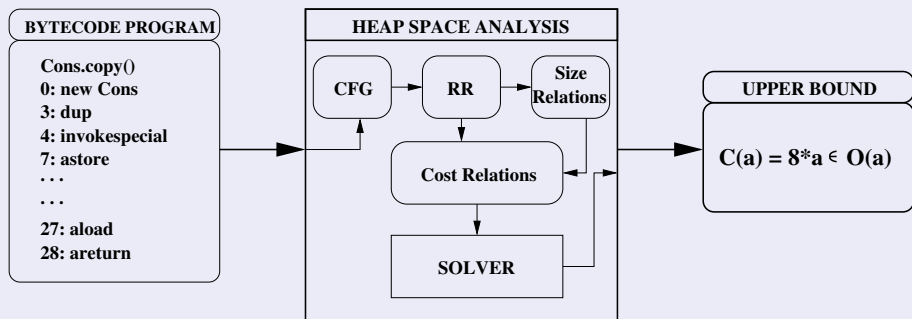 BYTECODE PROGRAM
Cons.copy()
0: new Cons
3: dup
4: invokespecial
7: astore
. . .
. . .
27: aload
28: areturn
HEAP SPACE ANALYSIS
CFG
RR
Size
Relations
Cost Relations
SOLVER
UPPER BOUND
C(a) = 8*a ∈ O(a)